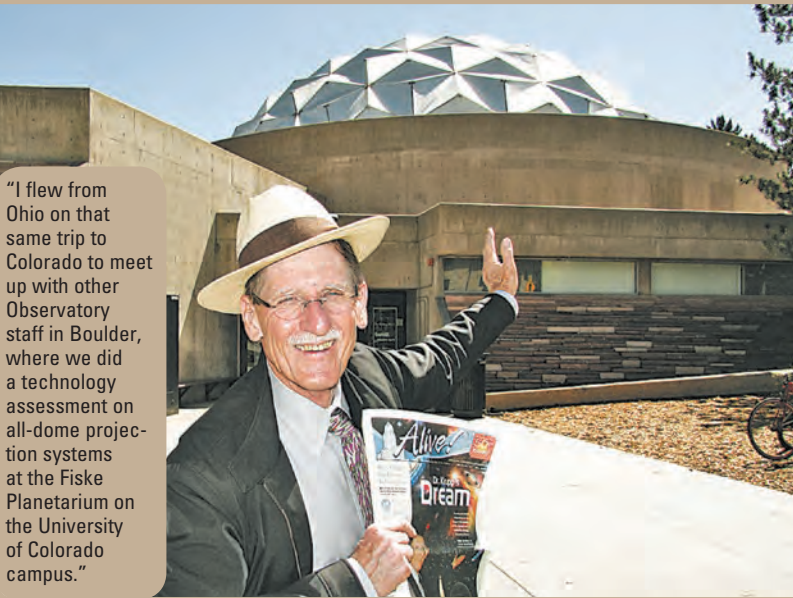 “I flew from
Ohio on that
same trip to
Colorado to meet
up with other
Observatory
staff in Boulder,
where we did
a technology
assessment on
all-dome projec-
tion systems
at the Fiske
Planetarium on
the University
of Colorado
campus.”
Alive!
Dr. Krupp's
Dream